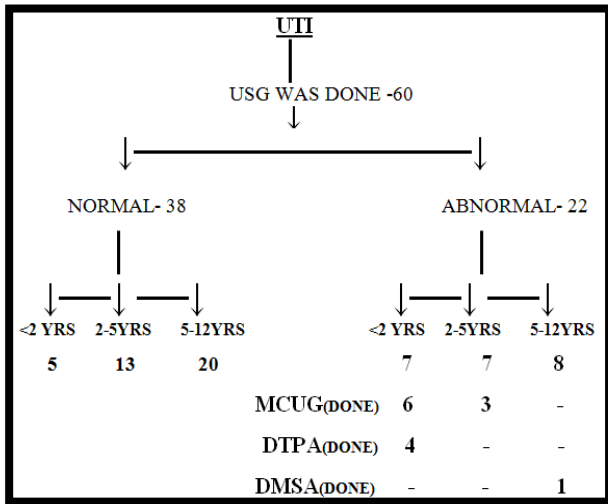 UTI
USG WAS DONE -60
NORMAL- 38 ABNORMAL- 22
<2 YRS 2-5YRS 5-12YRS <2 YRS 2-5YRS 5-12YRS
5 13 20 7 7 8
MCUG(DONE) 6 3 -
DTPA(DONE) 4 - -
DMSA(DONE) - - 1